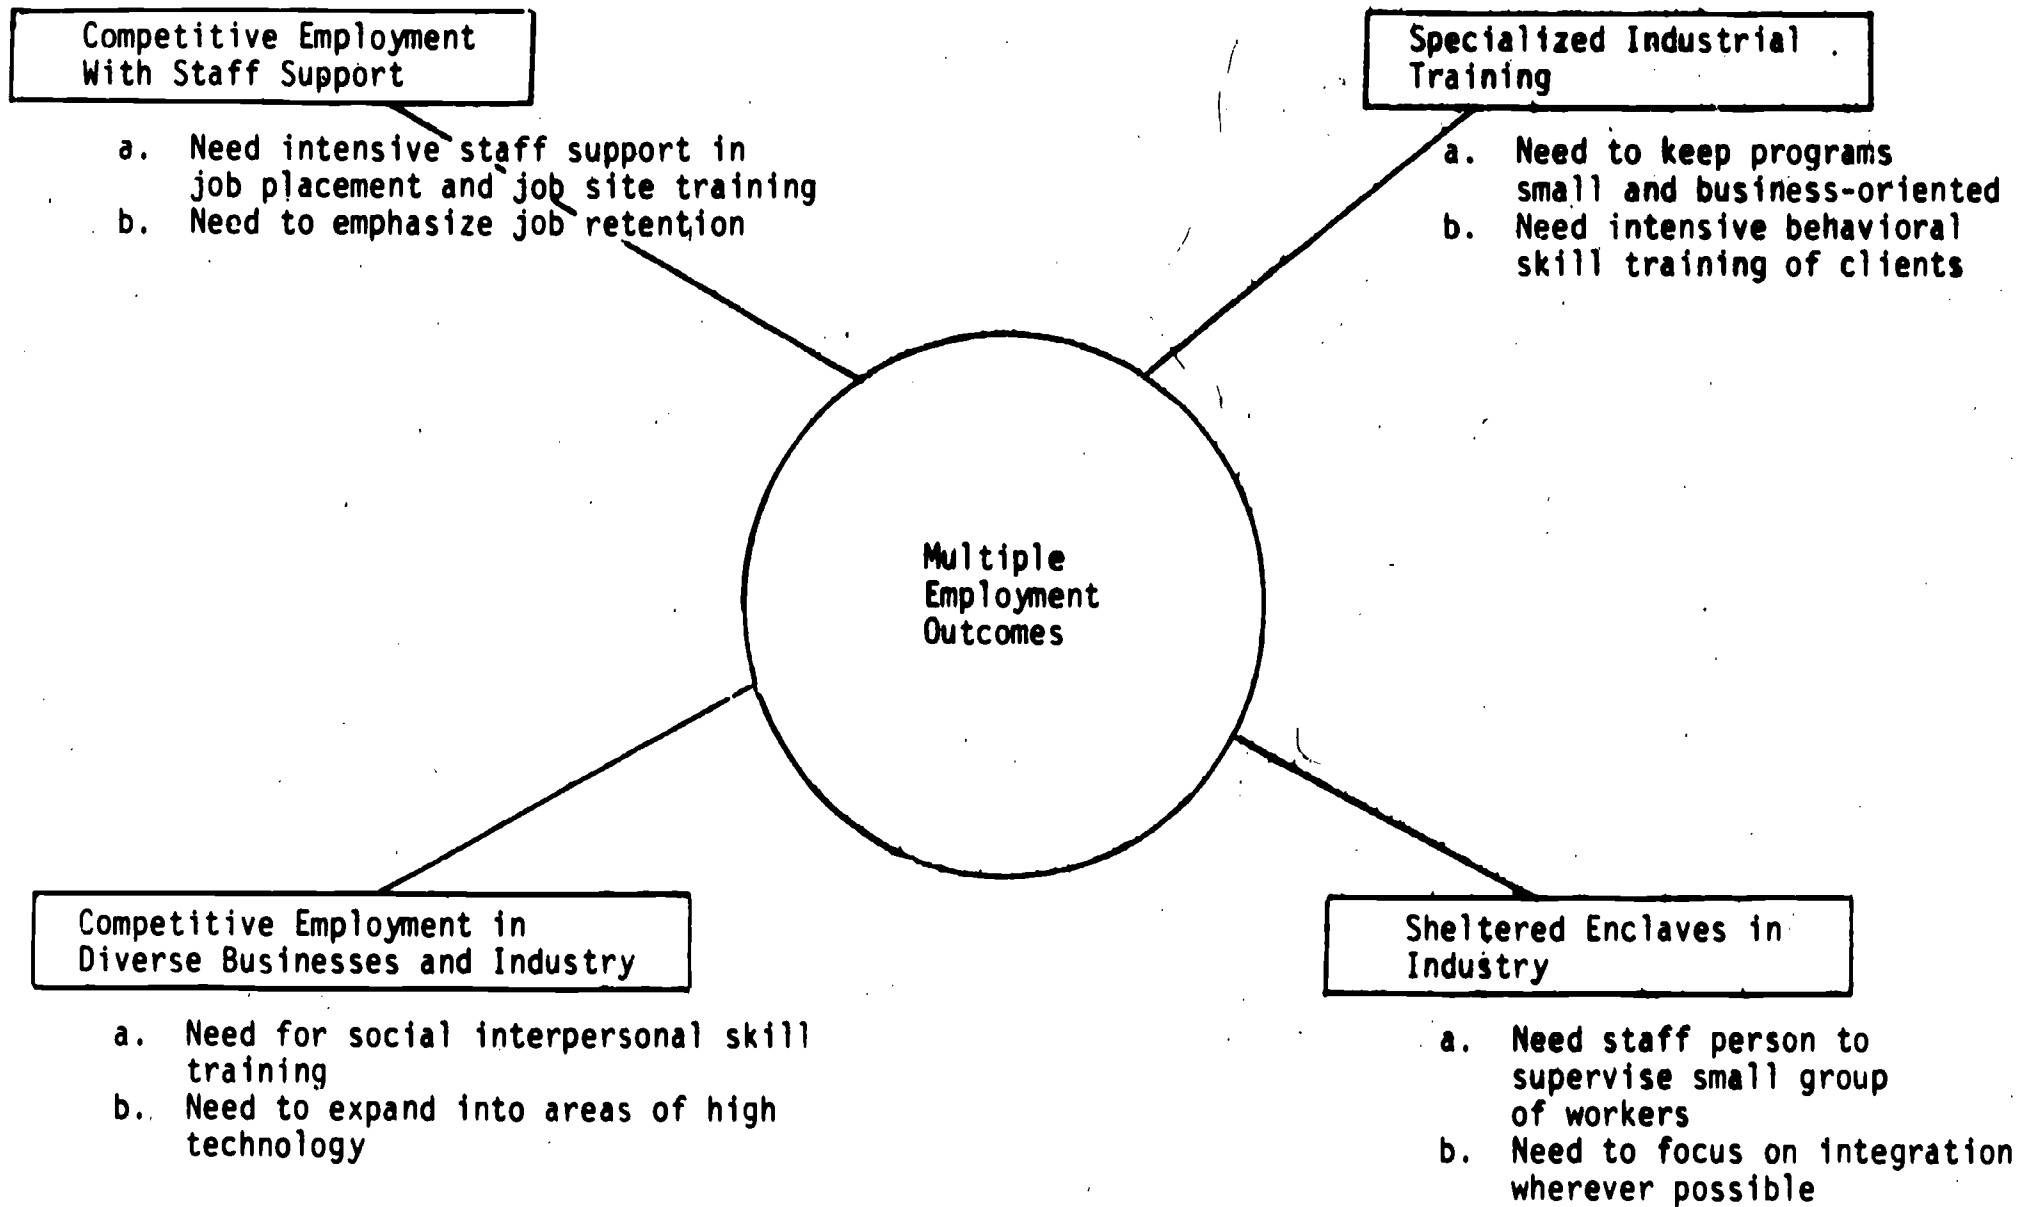 Competitive Employment
With Staff Support
a. Need intensive staff support in
job placement and job site training
b. Need to emphasize job retention
Specialized Industrial
Training
a. Need to keep programs
small and business-oriented
b. Need intensive behavioral
skill training of clients
Multiple
Employment
Outcomes
Competitive Employment in
Diverse Businesses and Industry
a. Need for social interpersonal skill
training
b. Need to expand into areas of high
technology
Sheltered Enclaves in
Industry
a. Need staff person to
supervise small group
of workers
b. Need to focus on integration
wherever possible